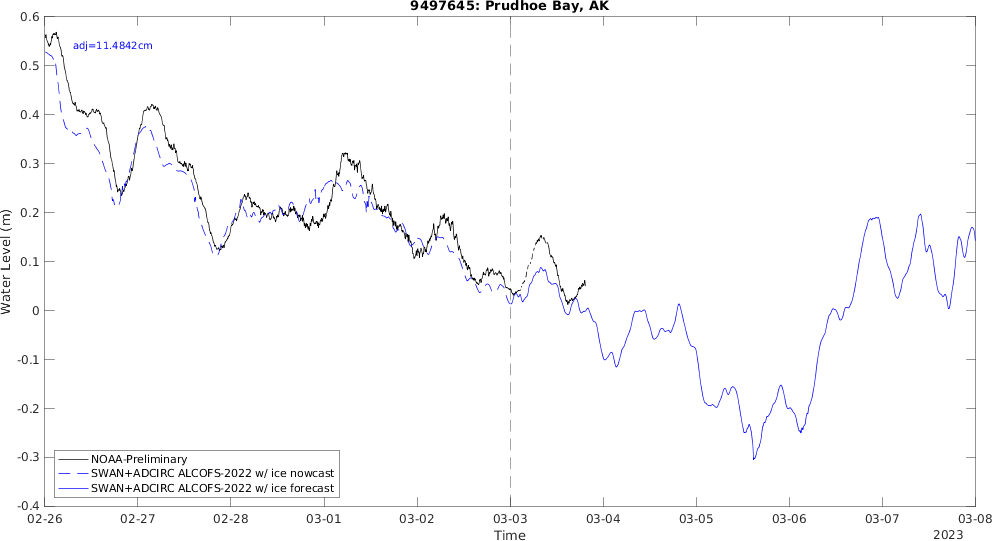 9497645: Prudhoe Bay, AK
adj=11.4842cm
0.6
0.5
0.4
0.3
0.2
0.1
0
-0.1
-0.2
-0.3
-0.4
Water Level (m)
NOAA-Preliminary
SWAN+ADCIRC ALCOFS-2022 w/ ice nowcast
SWAN+ADCIRC ALCOFS-2022 w/ ice forecast
02-26 02-27 02-28 03-01 03-02 03-03 03-04 03-05 03-06 03-07 03-08
Time
2023